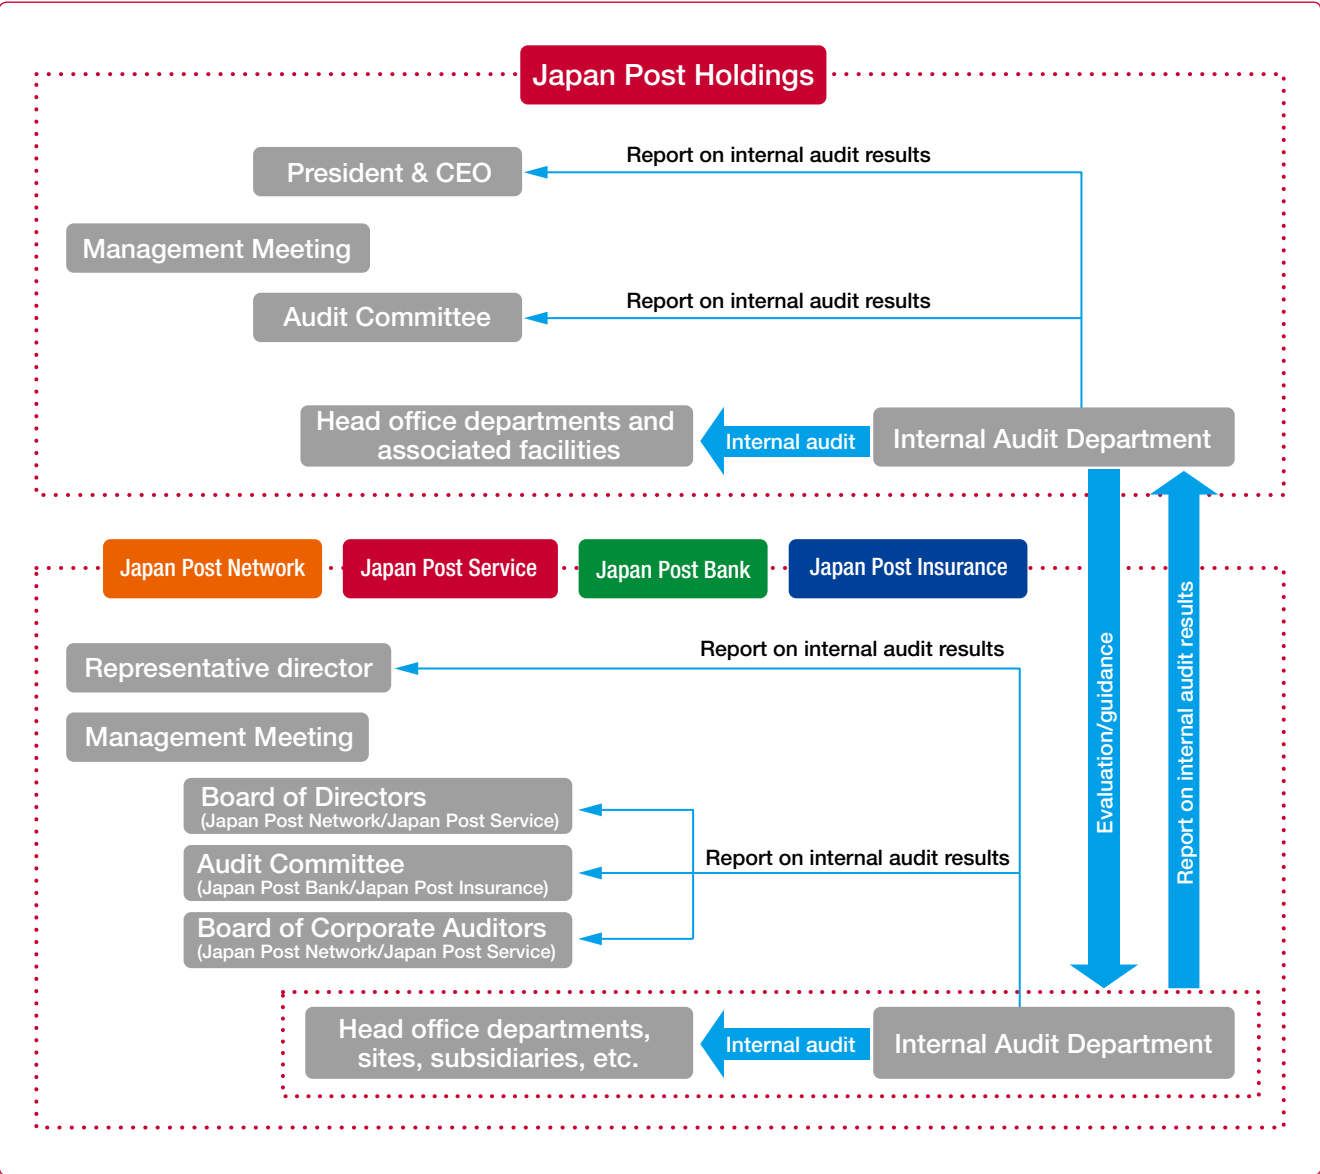 Japan Post Holdings
Report on internal audit results
President & CEO
Management Meeting
Report on internal audit results
Audit Committee
Head office departments and
associated facilities
Internal audit
Internal Audit Department
Japan Post Network
Japan Post Service
Japan Post Bank
Japan Post Insurance
Evaluation/guidance
Report on internal audit results
Report on internal audit results
Representative director
Management Meeting
Board of Directors
(Japan Post Network/Japan Post Service)
Audit Committee
(Japan Post Bank/Japan Post Insurance)
Report on internal audit results
Board of Corporate Auditors
(Japan Post Network/Japan Post Service)
Head office departments,
sites, subsidiaries, etc.
Internal audit
Internal Audit Department